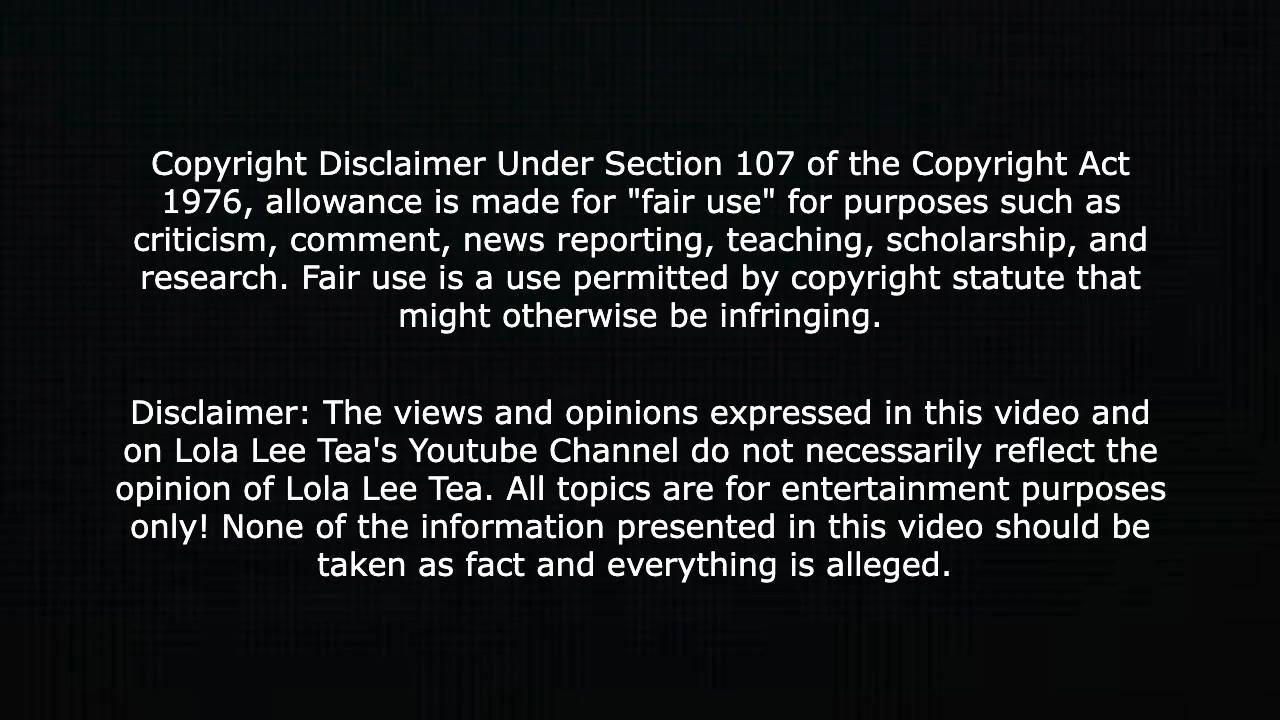 Copyright Disclaimer Under Section 107 of the Copyright Act
1976, allowance is made for "fair use" for purposes such as
criticism, comment, news reporting, teaching, scholarship, and
research. Fair use is a use permitted by copyright statute that
might otherwise be infringing.
Disclaimer: The views and opinions expressed in this video and
on Lola Lee Tea's Youtube Channel do not necessarily reflect the
opinion of Lola Lee Tea. All topics are for entertainment purposes
only! None of the information presented in this video should be
taken as fact and everything is alleged.